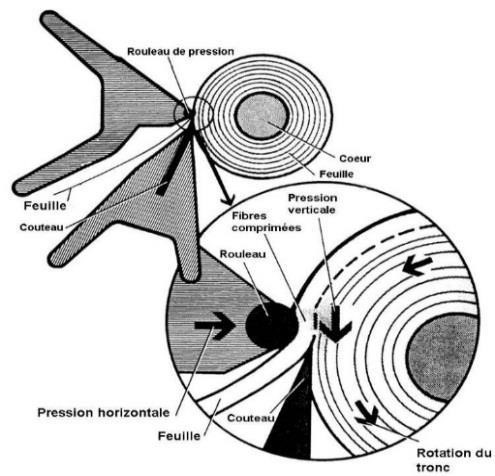 Rouleau de pression
Coeur
Feuille
Feuille
Couteau
Pression
verticale
Fibres
comprimées
Rouleau
Pression horizontale
Couteau
Feuille
Rotation du
tronc